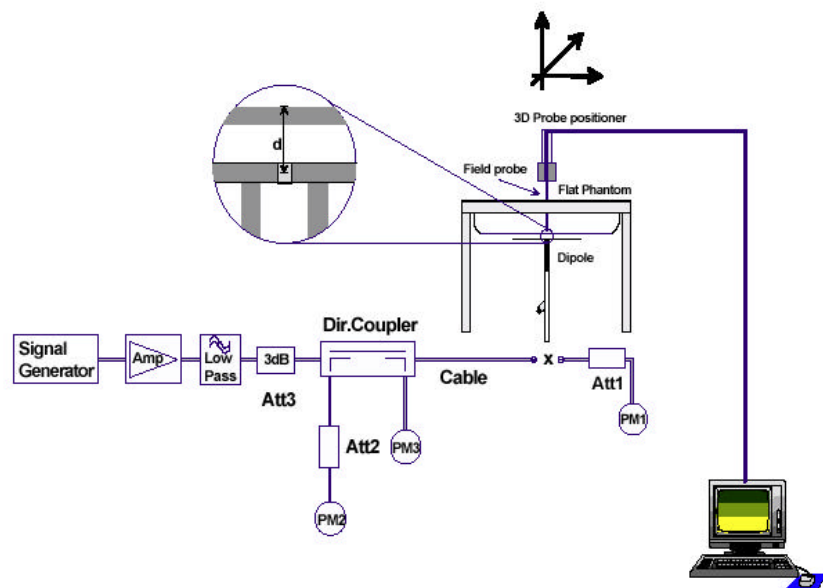 3D Probe positioner
d
Field probe
Flat Phantom
Dipole
Dir.Coupler
Signal
Generator
Amp
Low
Pass
3dB
Cable
x
Att1
Att3
PM1
Att2
PM3
PM2